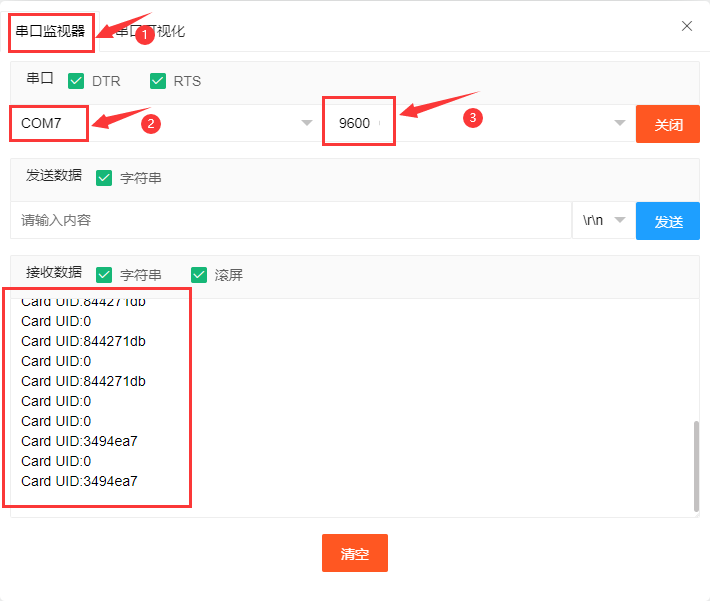 串口监视器 1 串口可视化
串口 DTR RTS
COM7 2 9600 3 关闭
发送数据 字符串
请输入内容 \r\n 发送
接收数据 字符串 滚屏
Card UID:844271db
Card UID:0
Card UID:844271db
Card UID:0
Card UID:844271db
Card UID:0
Card UID:0
Card UID:3494ea7
Card UID:0
Card UID:3494ea7
清空